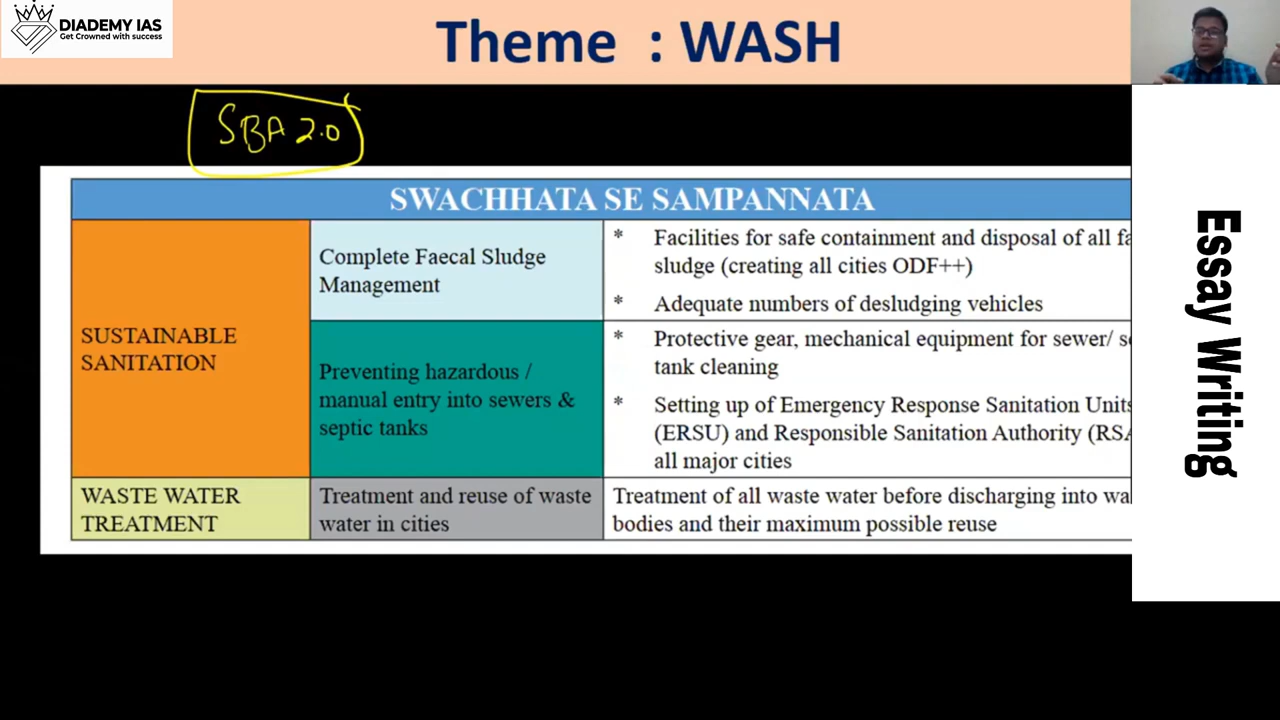 DIADEMY IAS
Get Crowned with success
Theme : WASH
SBA 2.0
SWACHHATA SE SAMPANNATA
SUSTAINABLE
SANITATION
Complete Faecal Sludge
Management
* Facilities for safe containment and disposal of all
sludge (creating all cities ODF++)
* Adequate numbers of desludging vehicles
Preventing hazardous /
manual entry into sewers &
septic tanks
* Protective gear, mechanical equipment for sewer/
tank cleaning
* Setting up of Emergency Response Sanitation Units
(ERSU) and Responsible Sanitation Authority
all major cities
WASTE WATER
TREATMENT
Treatment and reuse of waste
water in cities
Treatment of all waste water before discharging into
bodies and their maximum possible reuse
Essay Writing